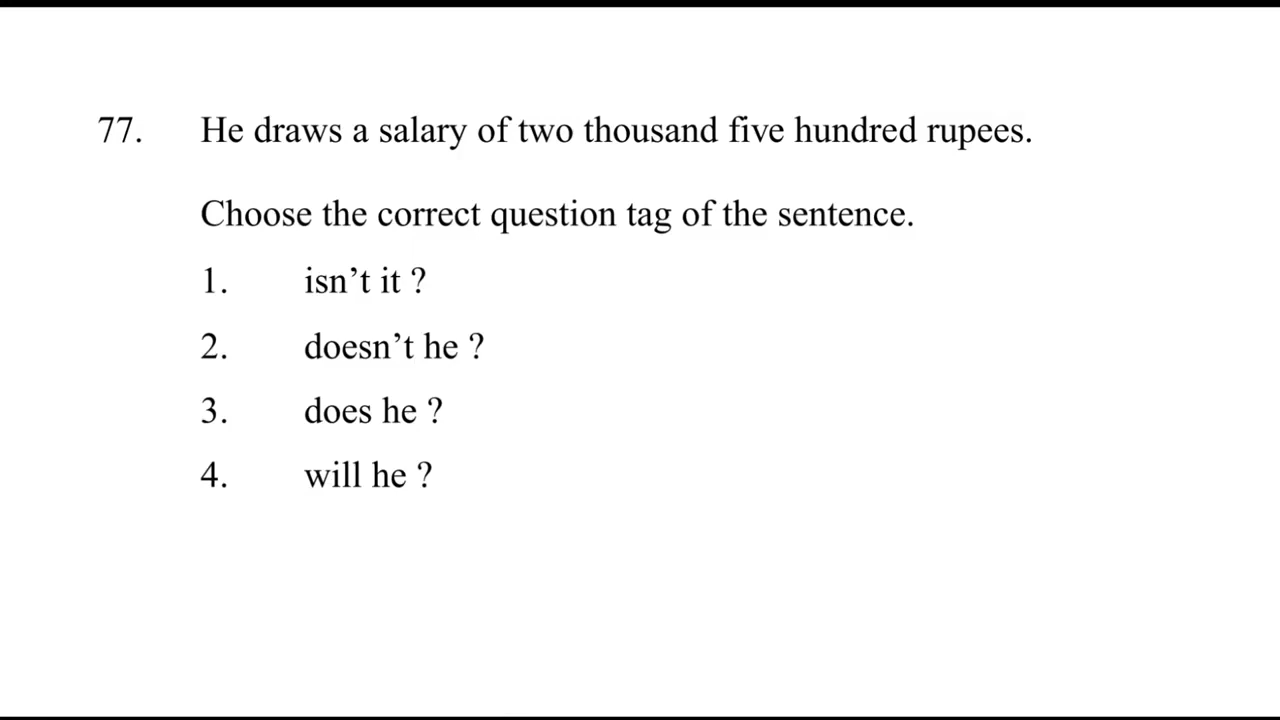 77. He draws a salary of two thousand five hundred rupees.
Choose the correct question tag of the sentence.
1. isn’t it ?
2. doesn’t he ?
3. does he ?
4. will he ?